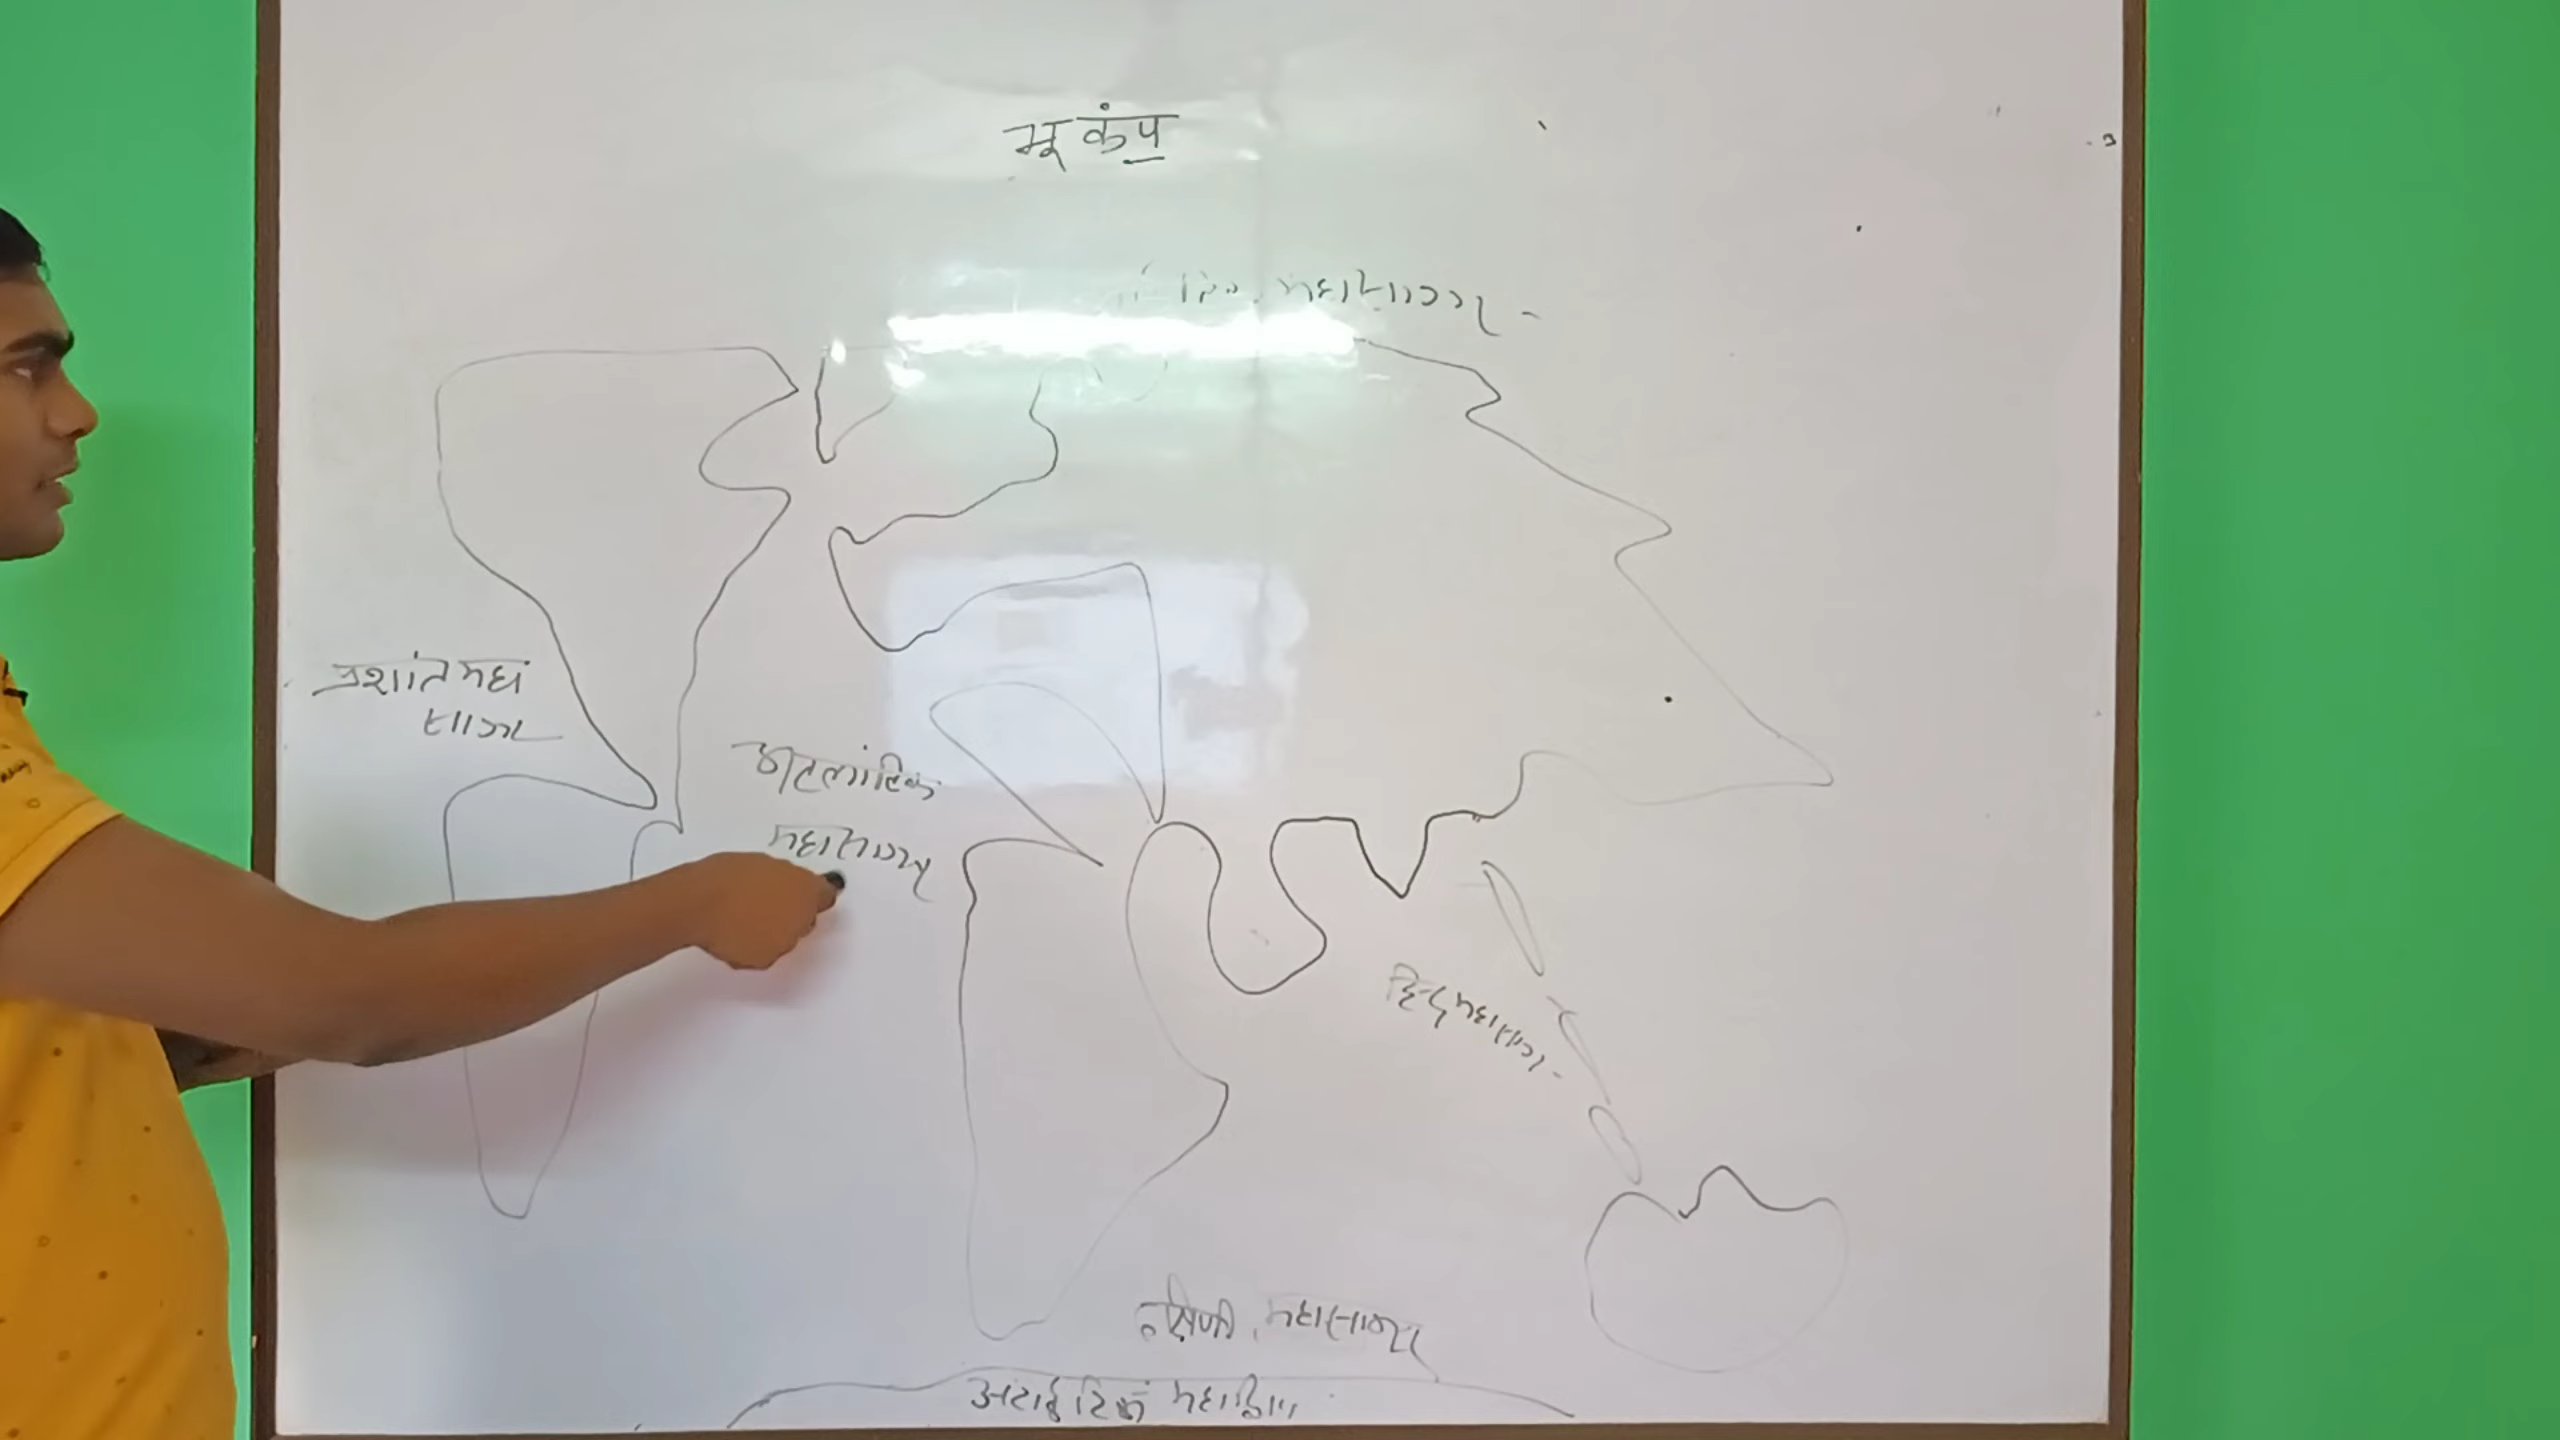 भूकंप
महासागर
प्रशांत महा
सागर
अटलांटिक
महासागर
हिन्द महासागर
दक्षिणी महासागर
अंटार्कटिक महाद्वीप